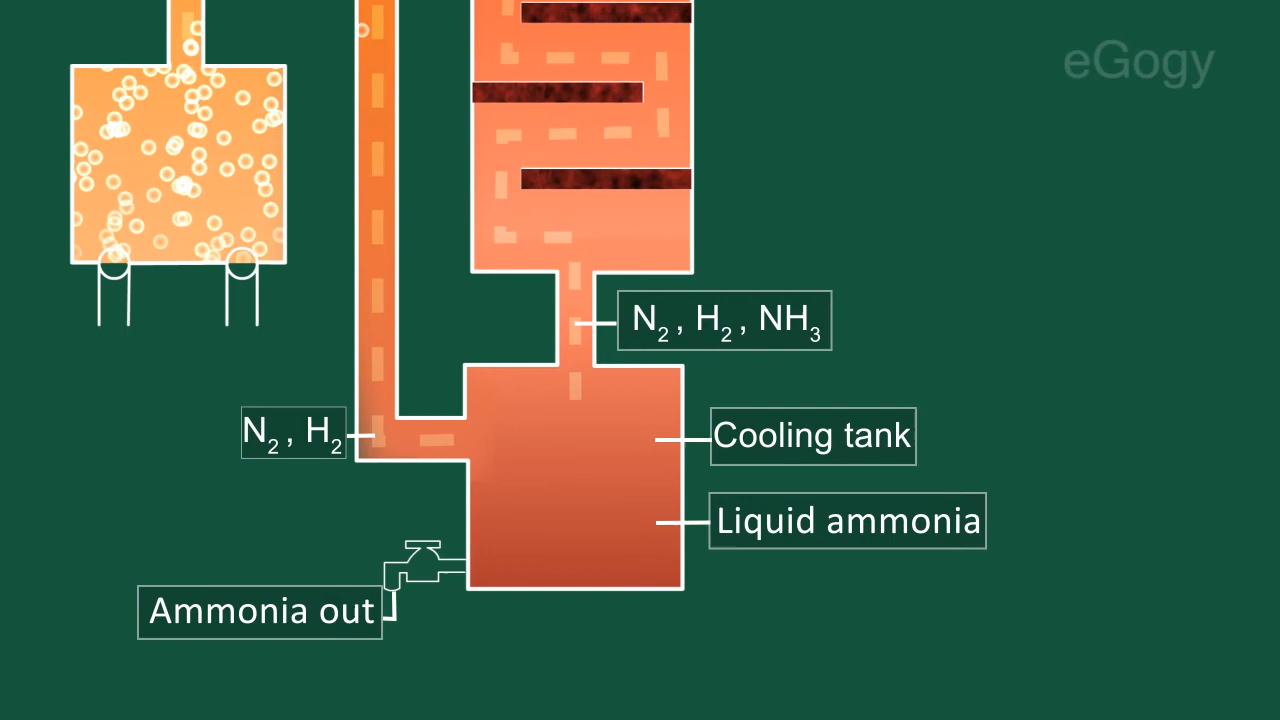 eGogy
N₂ , H₂ , NH₃
N₂ , H₂
Cooling tank
Liquid ammonia
Ammonia out